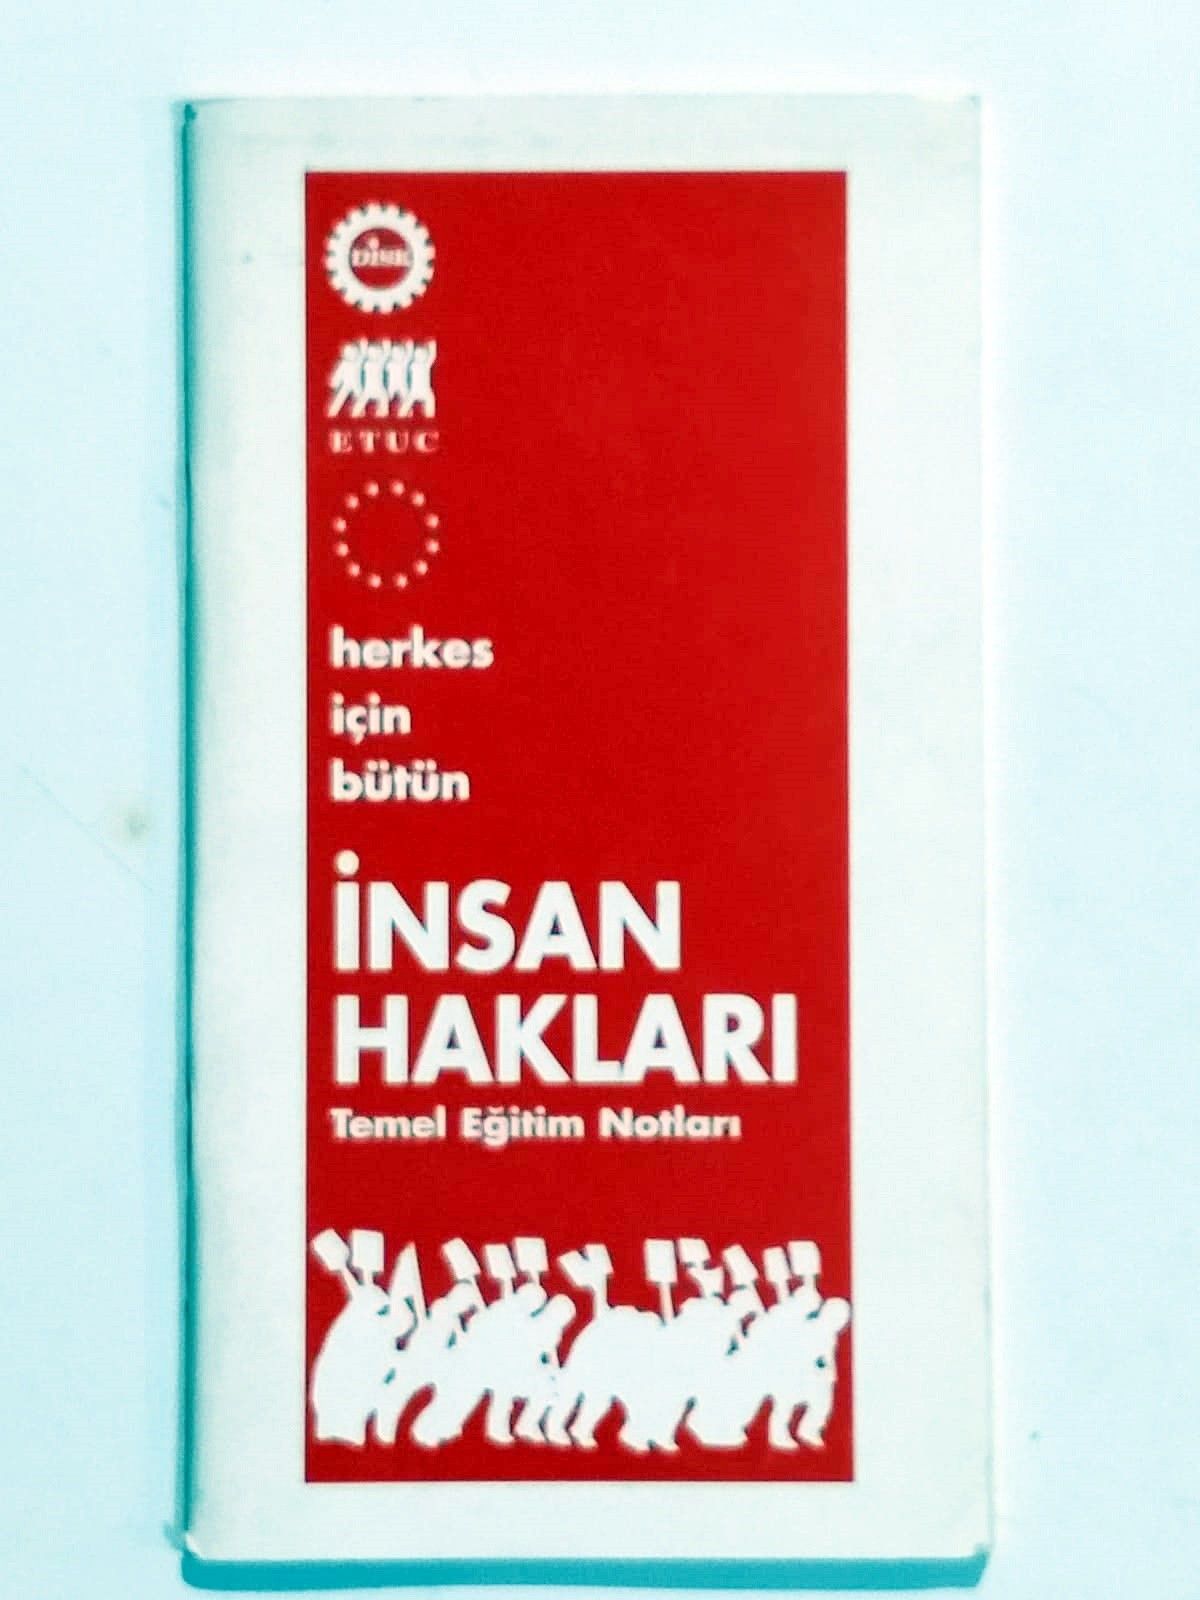 DİSK
ETUC
herkes
için
bütün
İNSAN
HAKLARI
Temel Eğitim Notları